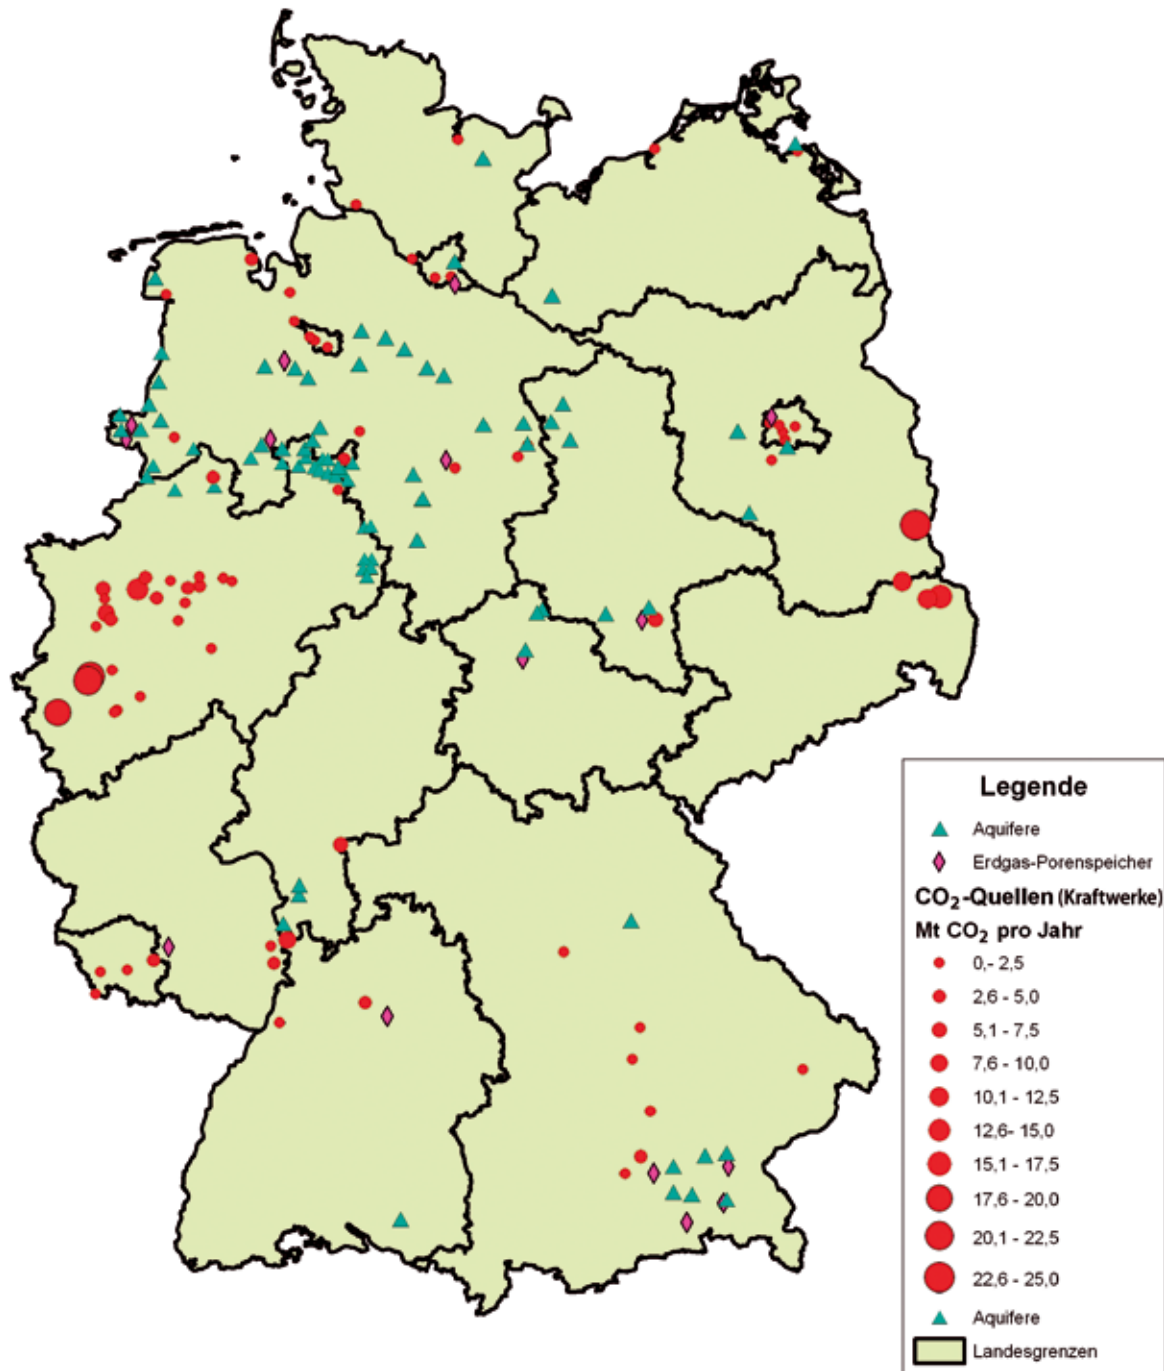 Legende
Aquifere
Erdgas-Porenspeicher
CO₂-Quellen (Kraftwerke)
Mt CO₂ pro Jahr
0,- 2,5
2,6 - 5,0
5,1 - 7,5
7,6 - 10,0
10,1 - 12,5
12,6- 15,0
15,1 - 17,5
17,6 - 20,0
20,1 - 22,5
22,6 - 25,0
Aquifere
Landesgrenzen